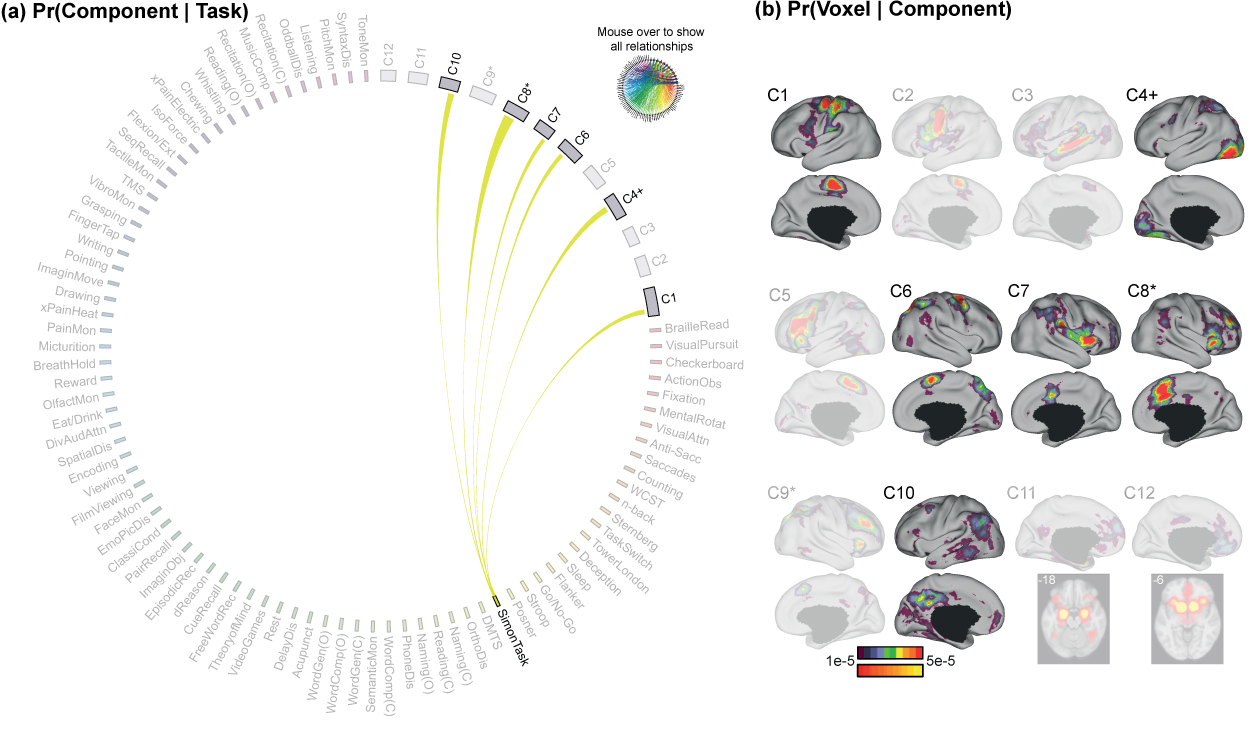 (a) Pr(Component | Task)
(b) Pr(Voxel | Component)
Mouse over to show
all relationships
C12
C11
C10
C9*
C8*
C7
C6
C5
C4+
C3
C2
C1
BrailleRead
VisualPursuit
Checkerboard
ActionObs
Fixation
MentalRotat
VisualAttn
Anti-Sacc
Saccades
Counting
WCST
n-back
Sternberg
TaskSwitch
TowerLondon
Deception
Sleep
Flanker
Go/No-Go
Stroop
Posner
SimonTask
DMTS
OrthoDis
Naming(C)
Reading(C)
Naming(O)
PhoneDis
WordComp(C)
SemanticMon
WordGen(C)
WordComp(O)
WordGen(O)
Acupunct
DelayDis
Rest
VideoGames
TheoryofMind
FreeWordRec
CueRecall
dReason
EpisodicRec
ImaginObj
PairRecall
ClassiCond
EmoPicDis
FaceMon
FilmViewing
Viewing
Encoding
SpatialDis
DivAudAttn
Eat/Drink
OlfactMon
Reward
BreathHold
Micturition
PainMon
xPainHeat
Drawing
ImaginMove
Pointing
Writing
FingerTap
Grasping
VibroMon
TMS
TactileMon
SeqRecall
Flexion/Ext
IsoForce
xPainElectric
Chewing
Whistling
Reading(O)
Recitation(O)
MusicComp
Recitation(C)
OddballDis
Listening
PitchMon
SyntaxDis
ToneMon
C1
C2
C3
C4+
C5
C6
C7
C8*
C9*
C10
C11
C12
-18
-6
1e-5
5e-5